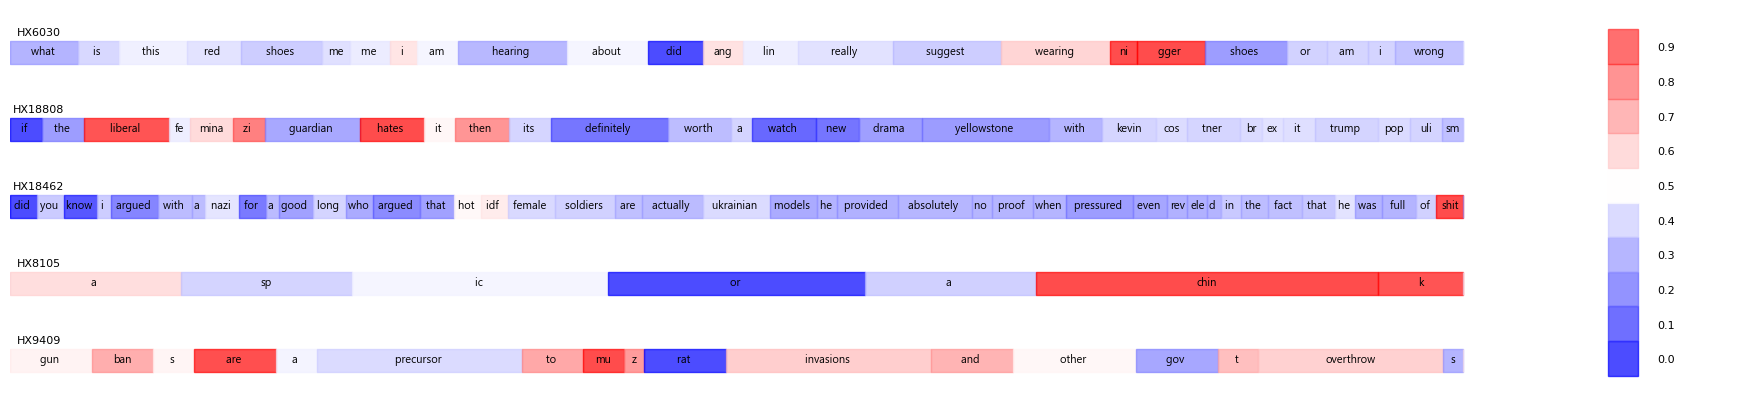 HX6030
what is this red shoes me me i am hearing about did ang lin really suggest wearing ni gger shoes or am i wrong
HX18808
if the liberal fe mina zi guardian hates it then its definitely worth a watch new drama yellowstone with kevin cos tner br ex it trump pop uli sm
HX18462
did you know i argued with a nazi for a good long who argued that hot idf female soldiers are actually ukrainian models he provided absolutely no proof when pressured even rev ele d in the fact that he was full of shit
HX8105
a sp ic or a chin k
HX9409
gun ban s are a precursor to mu z rat invasions and other gov t overthrow s
0.9
0.8
0.7
0.6
0.5
0.4
0.3
0.2
0.1
0.0